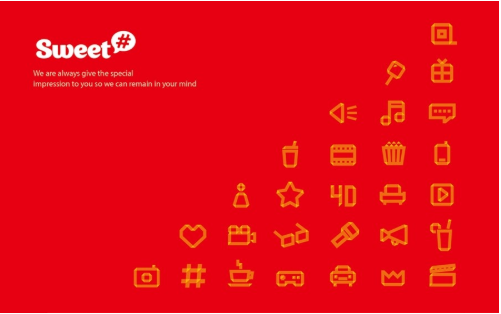 Sweet#
We are always give the special
impression to you so we can remain in your mind
4D
#